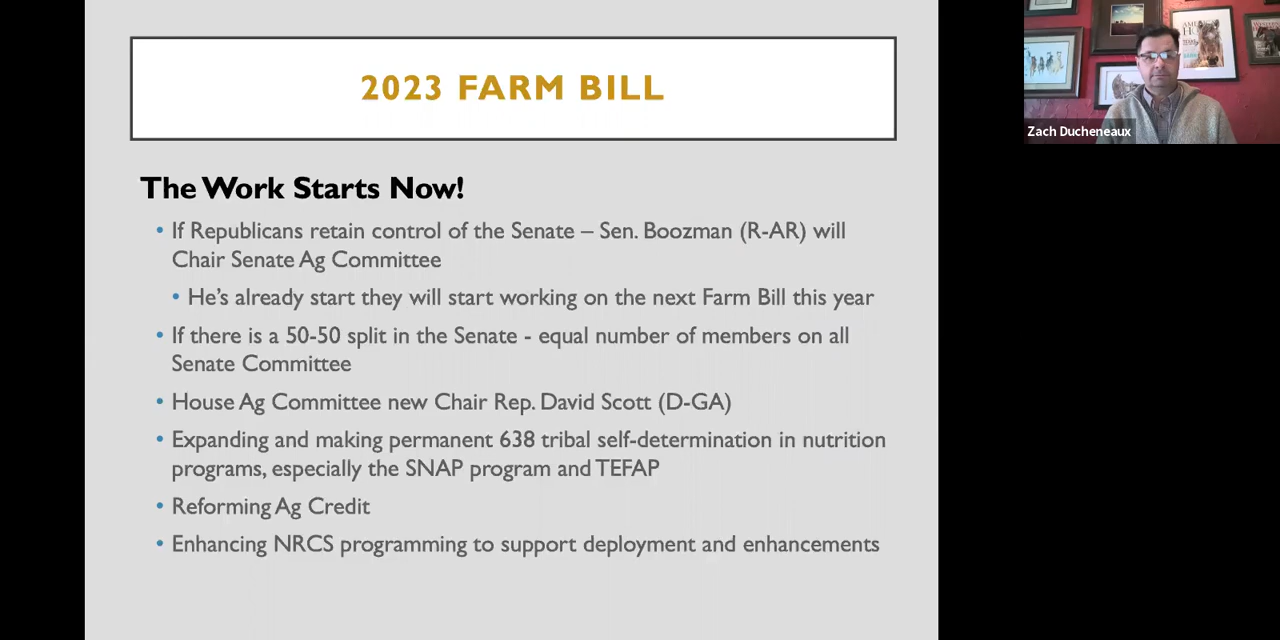 2023 FARM BILL
The Work Starts Now!
• If Republicans retain control of the Senate – Sen. Boozman (R-AR) will
Chair Senate Ag Committee
• He's already start they will start working on the next Farm Bill this year
• If there is a 50-50 split in the Senate - equal number of members on all
Senate Committee
• House Ag Committee new Chair Rep. David Scott (D-GA)
• Expanding and making permanent 638 tribal self-determination in nutrition
programs, especially the SNAP program and TEFAP
• Reforming Ag Credit
• Enhancing NRCS programming to support deployment and enhancements
Zach Ducheneaux